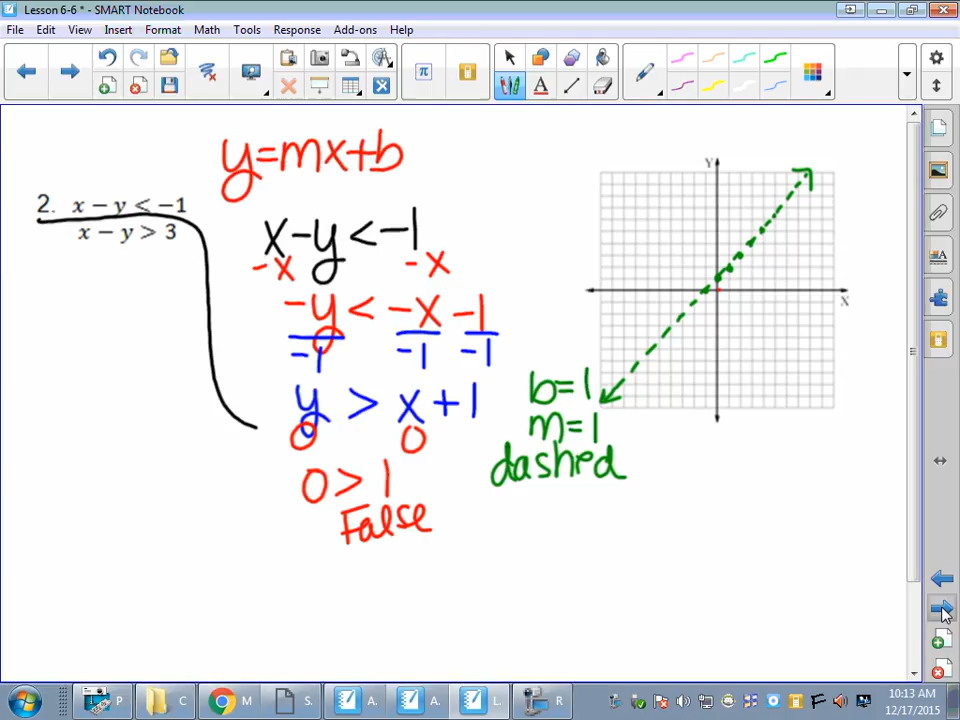 Lesson 6-6 * - SMART Notebook
File Edit View Insert Format Math Tools Response Add-ons Help
π
A
y=mx+b
2. x − y < −1
x − y > 3
x-y<-1
-x -x
-y < -x -1
-1 -1 -1
y > x+1
0 0
0 > 1
False
Y
X
b=1
m=1
dashed
P C M S. A. A. L. R
10:13 AM
12/17/2015